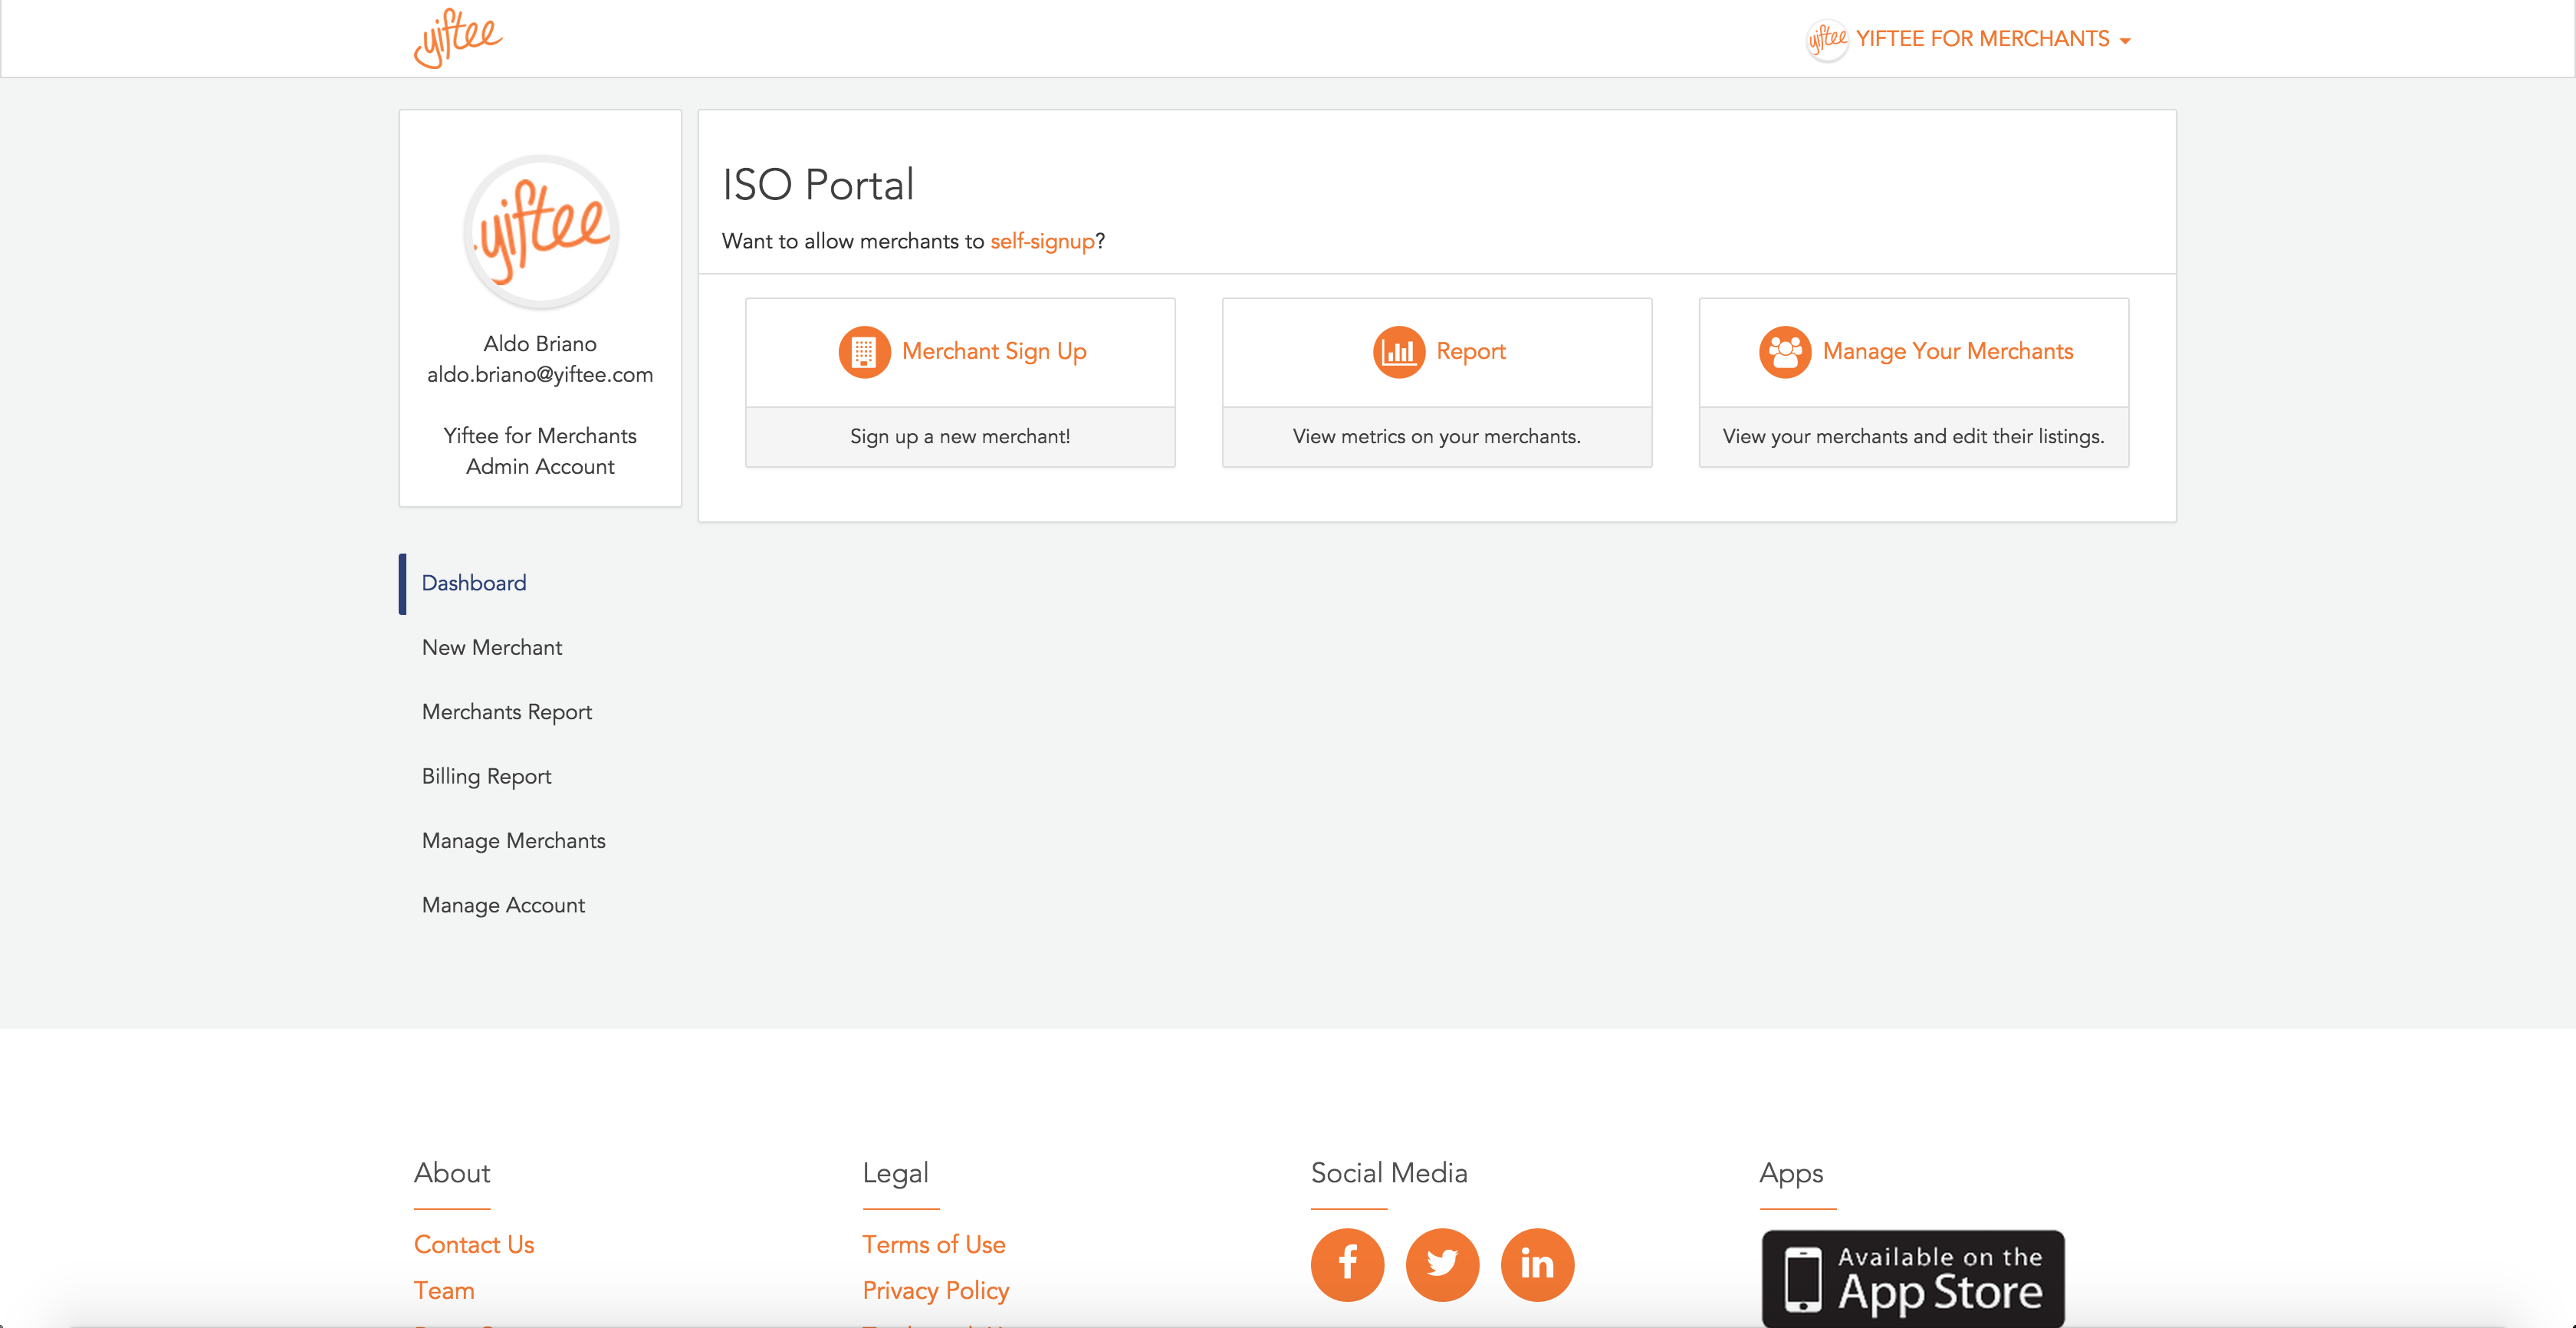 yiftee
yiftee YIFTEE FOR MERCHANTS
yiftee
Aldo Briano
aldo.briano@yiftee.com
Yiftee for Merchants
Admin Account
Dashboard
New Merchant
Merchants Report
Billing Report
Manage Merchants
Manage Account
ISO Portal
Want to allow merchants to self-signup?
Merchant Sign Up
Sign up a new merchant!
Report
View metrics on your merchants.
Manage Your Merchants
View your merchants and edit their listings.
About
Contact Us
Team
Legal
Terms of Use
Privacy Policy
Social Media
f
in
Apps
Available on the
App Store